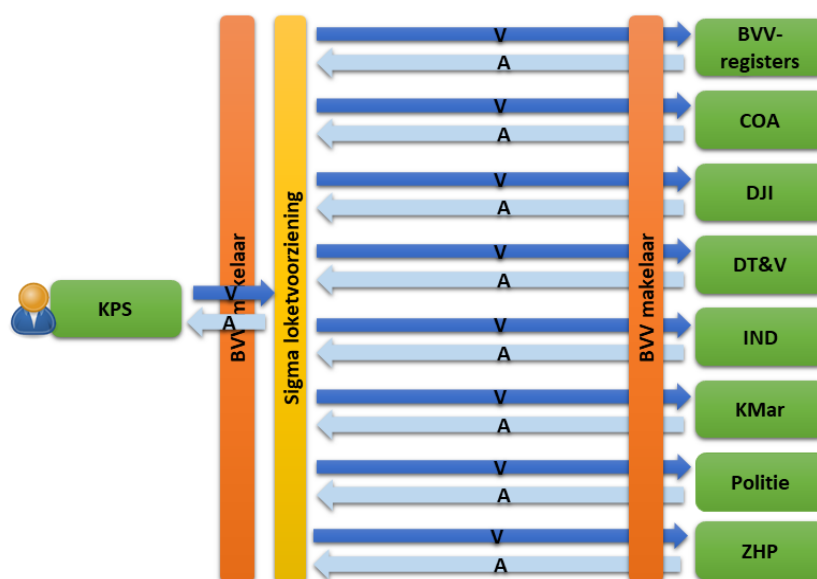 KPS
V
A
BVV makelaar
Sigma loketvoorziening
V
A
V
A
V
A
V
A
V
A
V
A
V
A
V
A
BVV makelaar
BVV-
registers
COA
DJI
DT&V
IND
KMar
Politie
ZHP